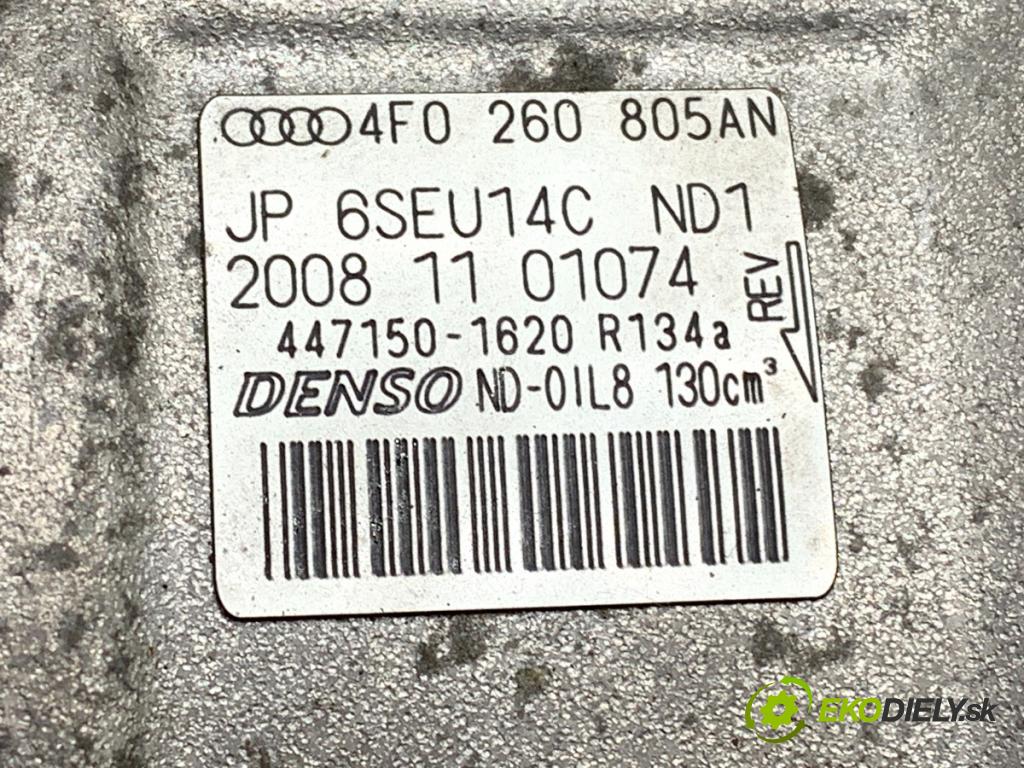 4F0 260 805AN
JP 6SEU14C ND1
2008 11 01074
REV
447150-1620 R134a
DENSO ND-OIL8 130cm³
EKODIELY.sk